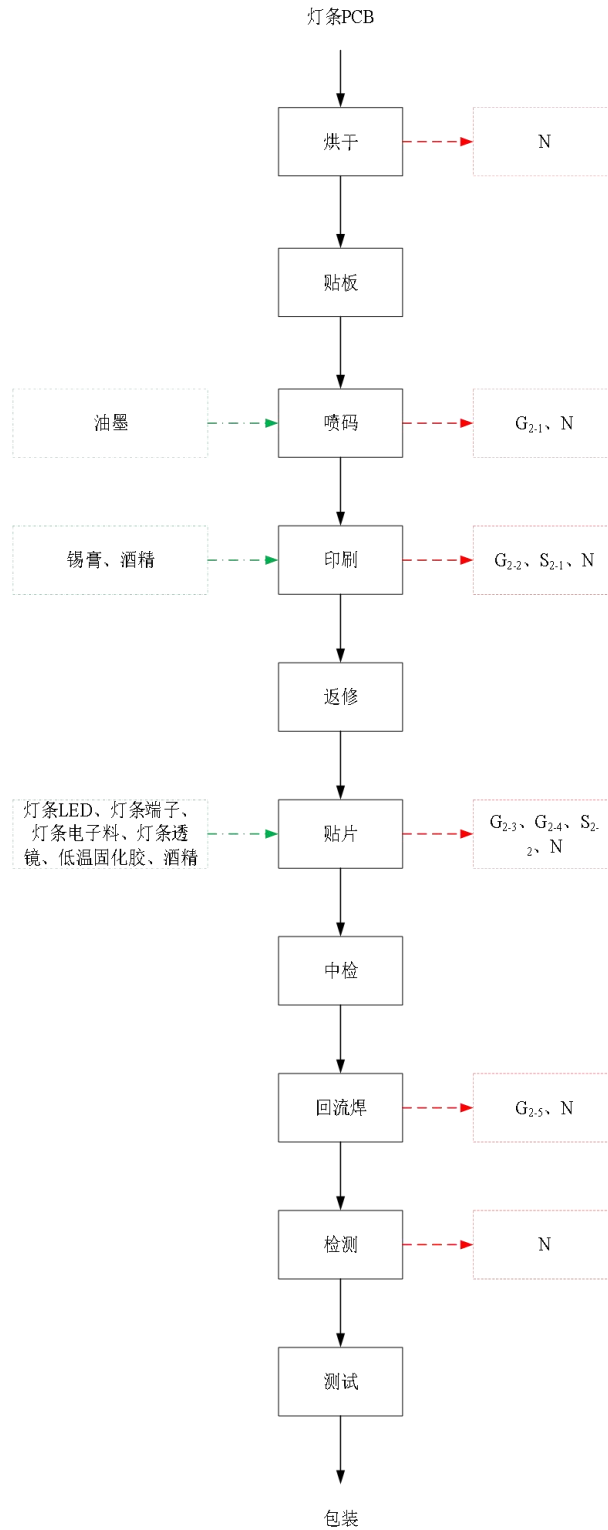 灯条PCB
烘干
N
贴板
油墨
喷码
G2-1、N
锡膏、酒精
印刷
G2-2、S2-1、N
返修
灯条LED、灯条端子、
灯条电子料、灯条透
镜、低温固化胶、酒精
贴片
G2-3、G2-4、S2-
2、N
中检
回流焊
G2-5、N
检测
N
测试
包装